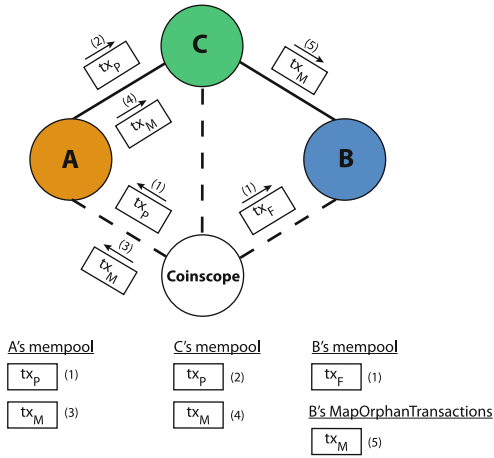 C
(2)
tx_P
(5)
tx_M
(4)
tx_M
A
B
(1)
tx_P
(1)
tx_F
(3)
tx_M
Coinscope
A's mempool
tx_P (1)
tx_M (3)
C's mempool
tx_P (2)
tx_M (4)
B's mempool
tx_F (1)
B's MapOrphanTransactions
tx_M (5)